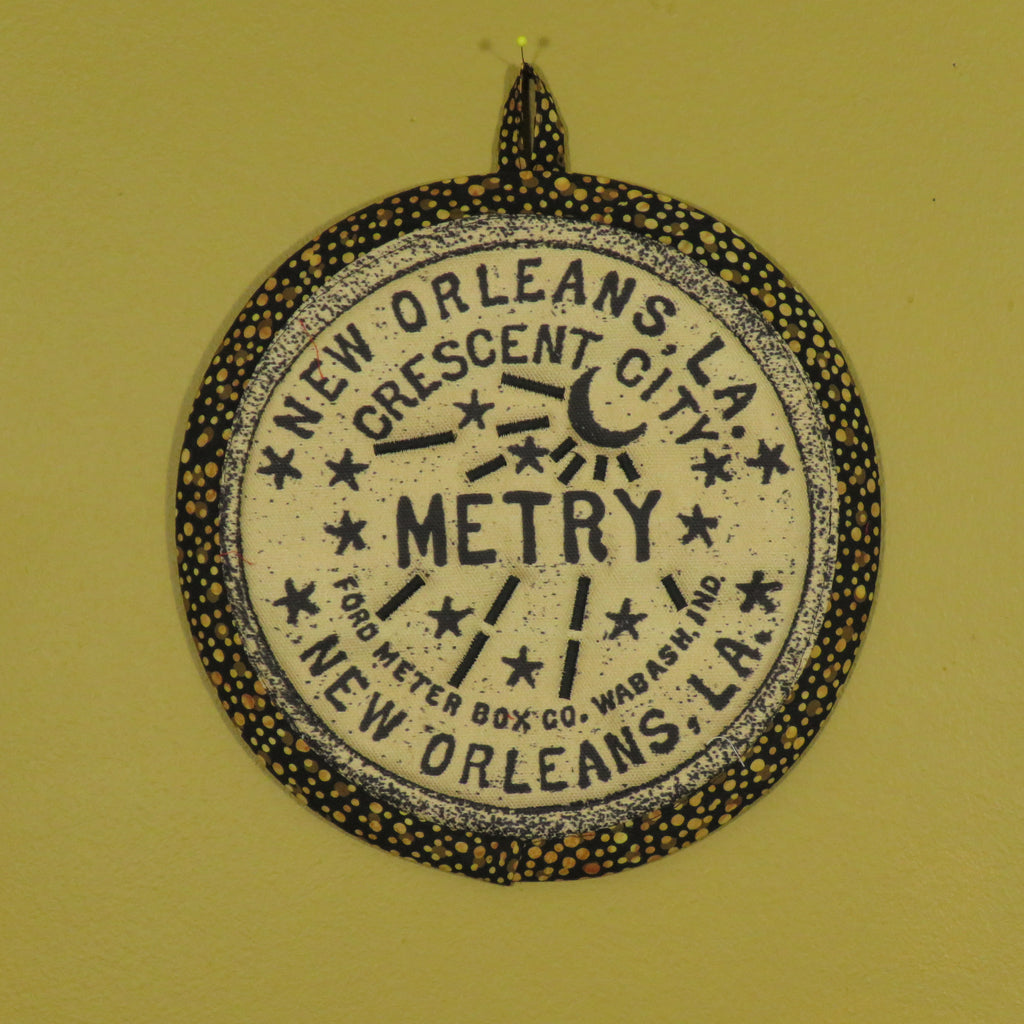 NEW ORLEANS, LA.
CRESCENT CITY
METRY
FORD METER BOX CO. WABASH, IND.
NEW ORLEANS, LA.